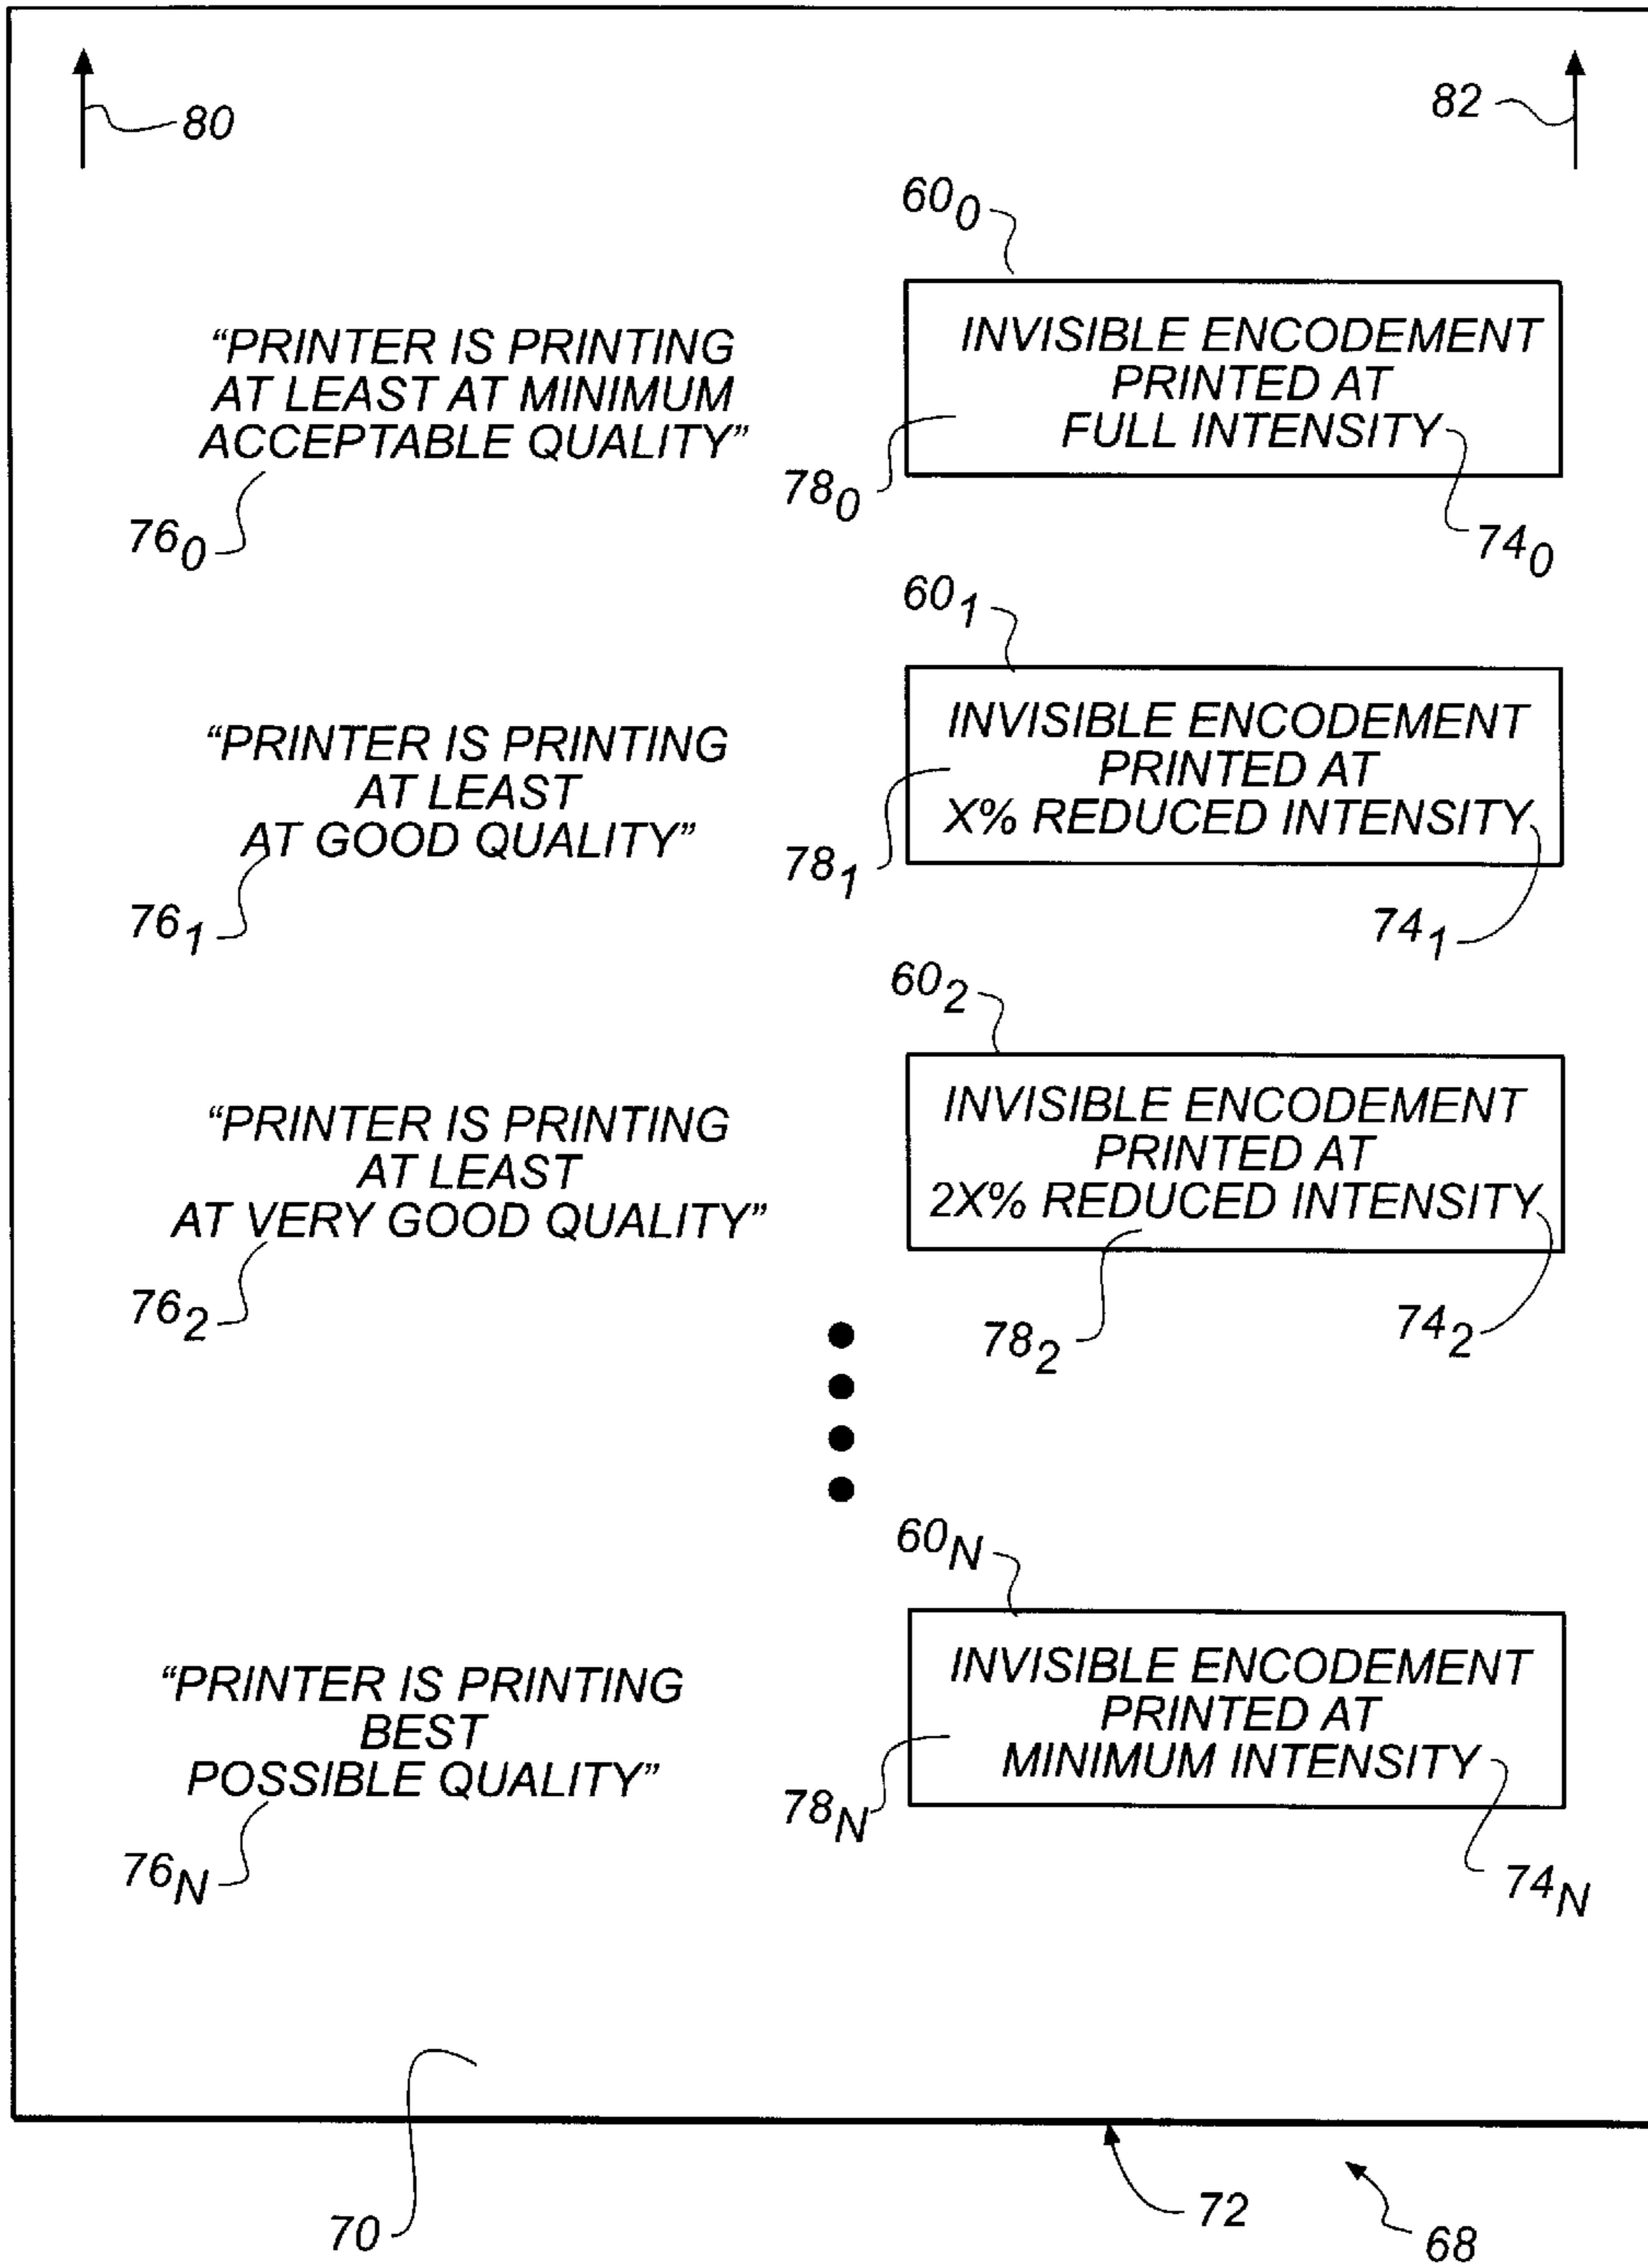 80
82
60₀
“PRINTER IS PRINTING
AT LEAST AT MINIMUM
ACCEPTABLE QUALITY”
76₀
INVISIBLE ENCODEMENT
PRINTED AT
FULL INTENSITY
78₀
74₀
60₁
“PRINTER IS PRINTING
AT LEAST
AT GOOD QUALITY”
76₁
INVISIBLE ENCODEMENT
PRINTED AT
X% REDUCED INTENSITY
78₁
74₁
60₂
“PRINTER IS PRINTING
AT LEAST
AT VERY GOOD QUALITY”
76₂
INVISIBLE ENCODEMENT
PRINTED AT
2X% REDUCED INTENSITY
78₂
74₂
60N
“PRINTER IS PRINTING
BEST
POSSIBLE QUALITY”
76N
INVISIBLE ENCODEMENT
PRINTED AT
MINIMUM INTENSITY
78N
74N
70
72
68